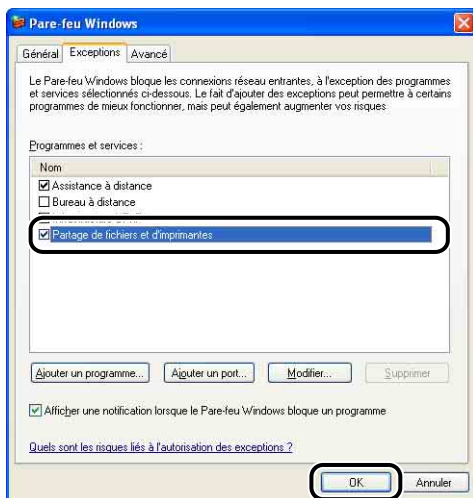 Pare-feu Windows
Général Exceptions Avancé
Le Pare-feu Windows bloque les connexions réseau entrantes, à l'exception des programmes
et services sélectionnés ci-dessous. Le fait d'ajouter des exceptions peut permettre à certains
programmes de mieux fonctionner, mais peut également augmenter vos risques
Programmes et services :
Nom
Assistance à distance
Bureau à distance
Partage de fichiers et d'imprimantes
Ajouter un programme... Ajouter un port... Modifier... Supprimer
Afficher une notification lorsque le Pare-feu Windows bloque un programme
Quels sont les risques liés à l'autorisation des exceptions ?
OK Annuler